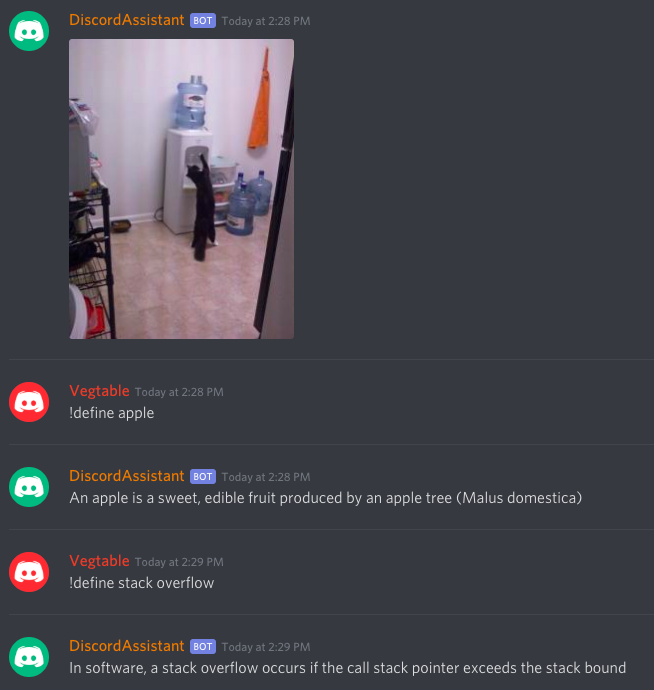 DiscordAssistant BOT Today at 2:28 PM
Vegtable Today at 2:28 PM
!define apple
DiscordAssistant BOT Today at 2:28 PM
An apple is a sweet, edible fruit produced by an apple tree (Malus domestica)
Vegtable Today at 2:29 PM
!define stack overflow
DiscordAssistant BOT Today at 2:29 PM
In software, a stack overflow occurs if the call stack pointer exceeds the stack bound